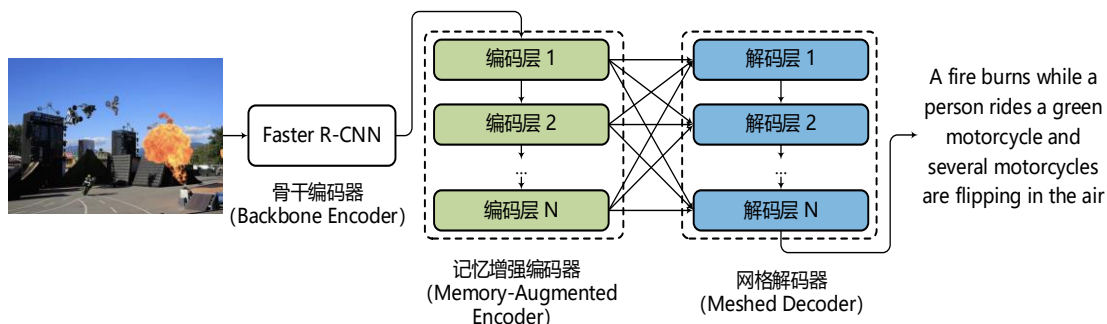 Faster R-CNN
骨干编码器
(Backbone Encoder)
编码层 1
编码层 2
...
编码层 N
记忆增强编码器
(Memory-Augmented
Encoder)
解码层 1
解码层 2
...
解码层 N
网格解码器
(Meshed Decoder)
A fire burns while a
person rides a green
motorcycle and
several motorcycles
are flipping in the air